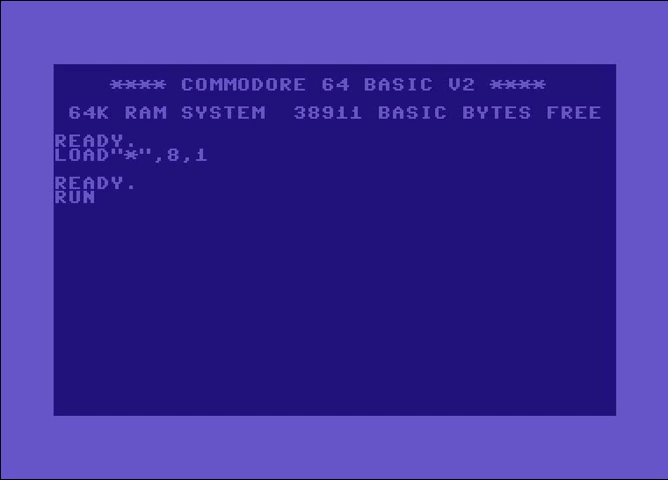 **** COMMODORE 64 BASIC V2 ****
64K RAM SYSTEM  38911 BASIC BYTES FREE
READY.
LOAD"*",8,1
READY.
RUN